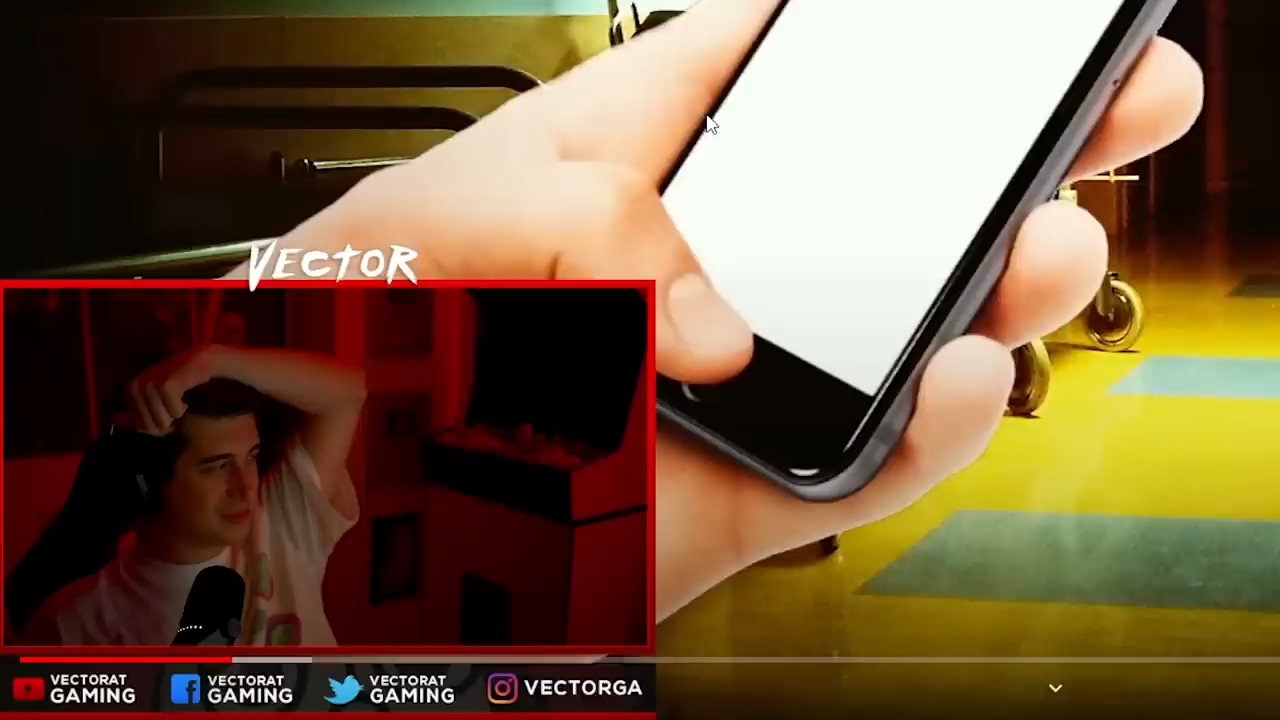 VECTOR
VECTORAT
GAMING
VECTORAT
GAMING
VECTORAT
GAMING
VECTORGA